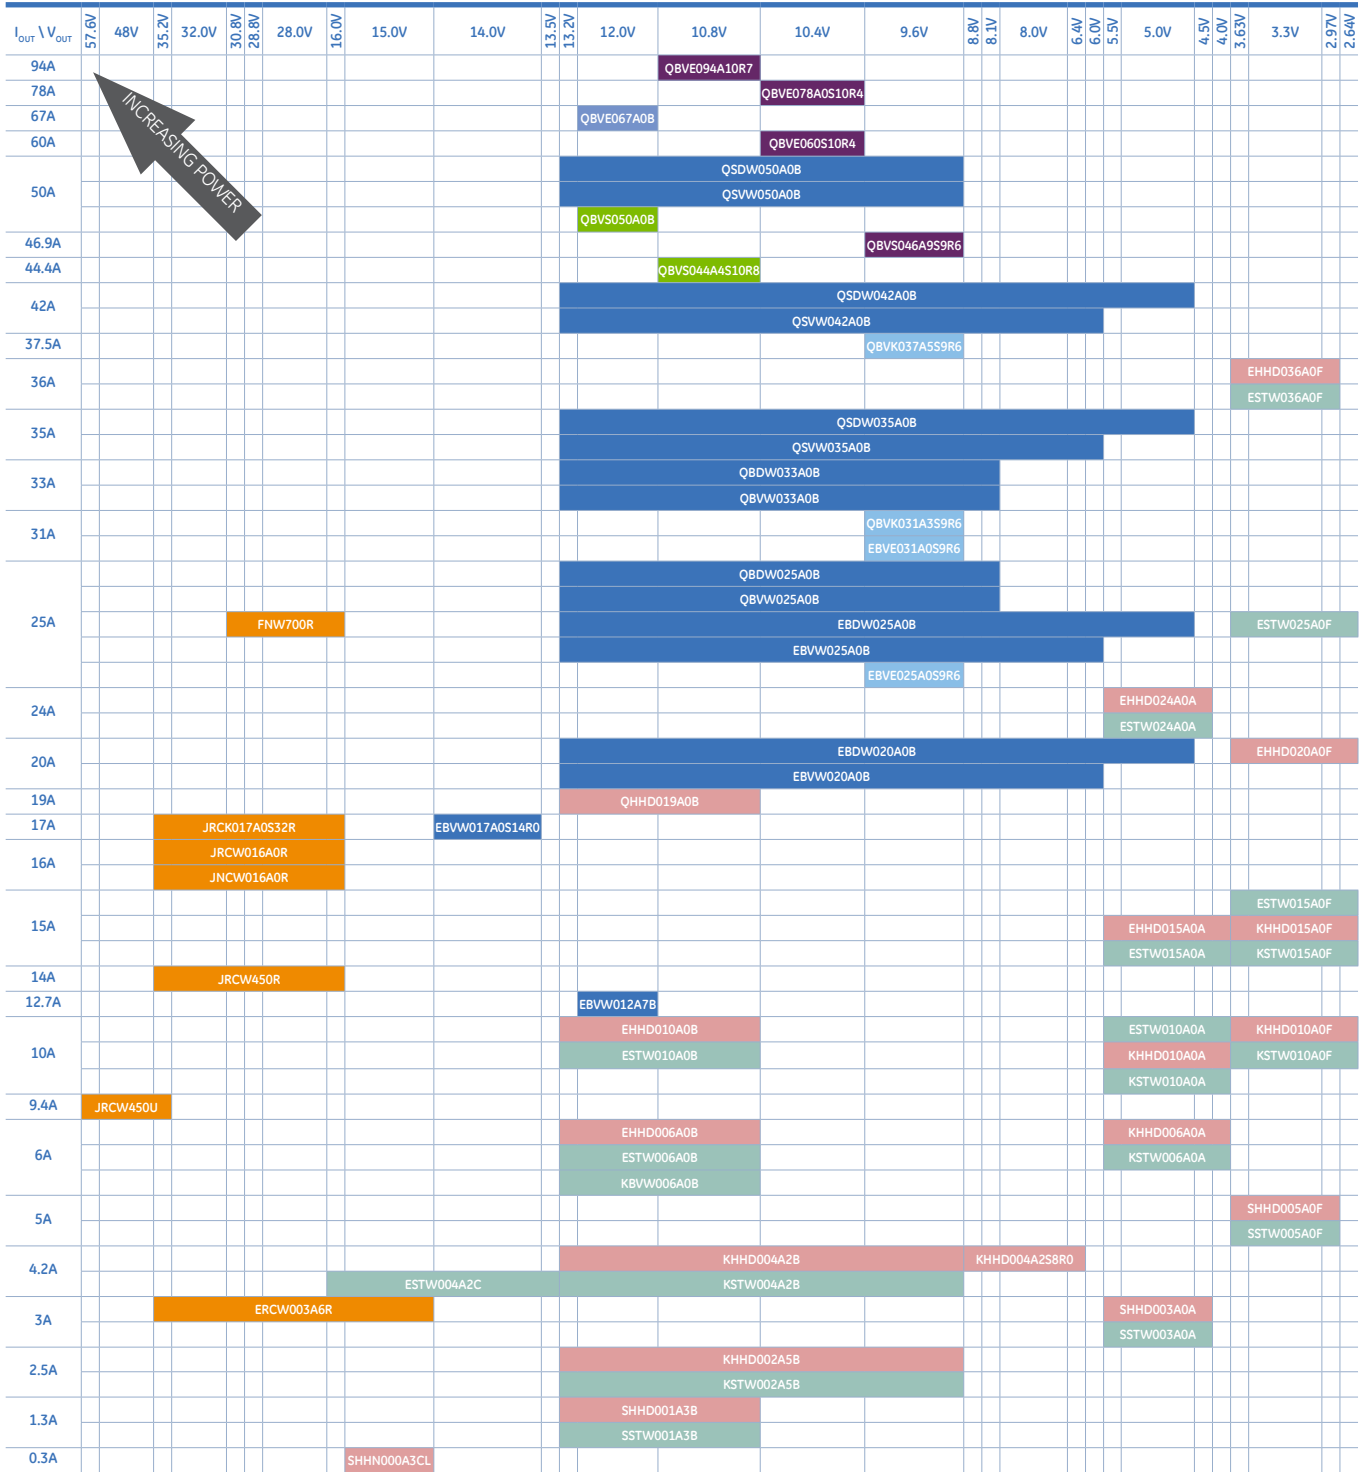 IOUT \ VOUT 57.6V 48V 35.2V 32.0V 30.8V 28.8V 28.0V 16.0V 15.0V 14.0V 13.5V 13.2V 12.0V 10.8V 10.4V 9.6V 8.8V 8.1V 8.0V 6.4V 6.0V 5.5V 5.0V 4.5V 4.0V 3.63V 3.3V 2.97V 2.64V
INCREASING POWER
94A QBVE094A10R7
78A QBVE078A0S10R4
67A QBVE067A0B
60A QBVE060S10R4
50A
QSDW050A0B
QSVW050A0B
QBVS050A0B
46.9A QBVS046A9S9R6
44.4A QBVS044A4S10R8
42A
QSDW042A0B
QSVW042A0B
37.5A QBVK037A5S9R6
36A
EHHD036A0F
ESTW036A0F
35A
QSDW035A0B
QSVW035A0B
33A
QBDW033A0B
QBVW033A0B
31A
QBVK031A3S9R6
EBVE031A0S9R6
25A
QBDW025A0B
QBVW025A0B
FNW700R EBDW025A0B ESTW025A0F
EBVW025A0B
EBVE025A0S9R6
24A
EHHD024A0A
ESTW024A0A
20A
EBDW020A0B EHHD020A0F
EBVW020A0B
19A QHHD019A0B
17A JRCK017A0S32R EBVW017A0S14R0
16A
JRCW016A0R
JNCW016A0R
15A
ESTW015A0F
EHHD015A0A KHHD015A0F
ESTW015A0A KSTW015A0F
14A JRCW450R
12.7A EBVW012A7B
10A
EHHD010A0B ESTW010A0A KHHD010A0F
ESTW010A0B KHHD010A0A KSTW010A0F
KSTW010A0A
9.4A JRCW450U
6A
EHHD006A0B KHHD006A0A
ESTW006A0B KSTW006A0A
KBVW006A0B
5A
SHHD005A0F
SSTW005A0F
4.2A
KHHD004A2B KHHD004A2S8R0
ESTW004A2C KSTW004A2B
3A
ERCW003A6R SHHD003A0A
SSTW003A0A
2.5A
KHHD002A5B
KSTW002A5B
1.3A
SHHD001A3B
SSTW001A3B
0.3A SHHN000A3CL